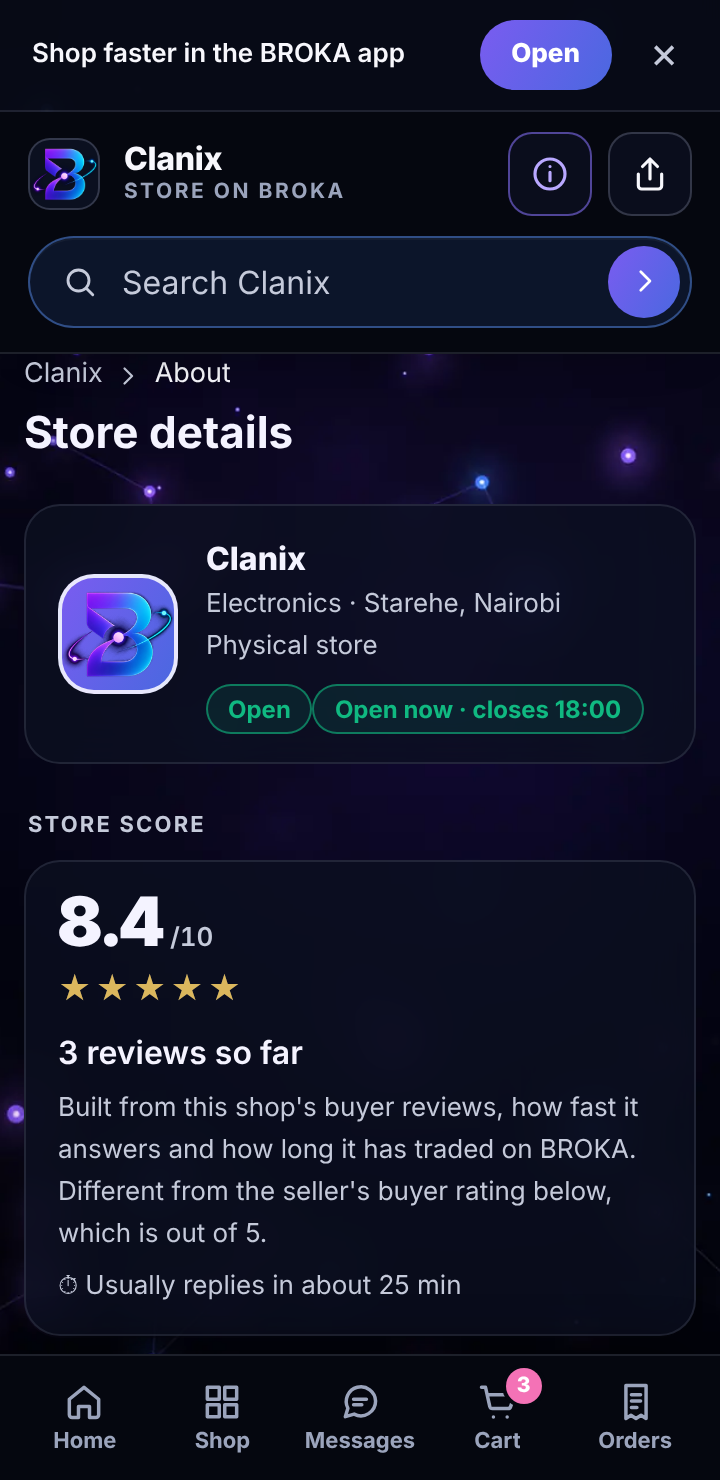 Shop faster in the BROKA app
Open
Clanix
STORE ON BROKA
Search Clanix
Clanix
About
Store details
Clanix
Electronics · Starehe, Nairobi
Physical store
Open
Open now · closes 18:00
STORE SCORE
8.4 /10
★★★★★
3 reviews so far
Built from this shop's buyer reviews, how fast it
answers and how long it has traded on BROKA.
Different from the seller's buyer rating below,
which is out of 5.
⏱ Usually replies in about 25 min
3
Home
Shop
Messages
Cart
Orders